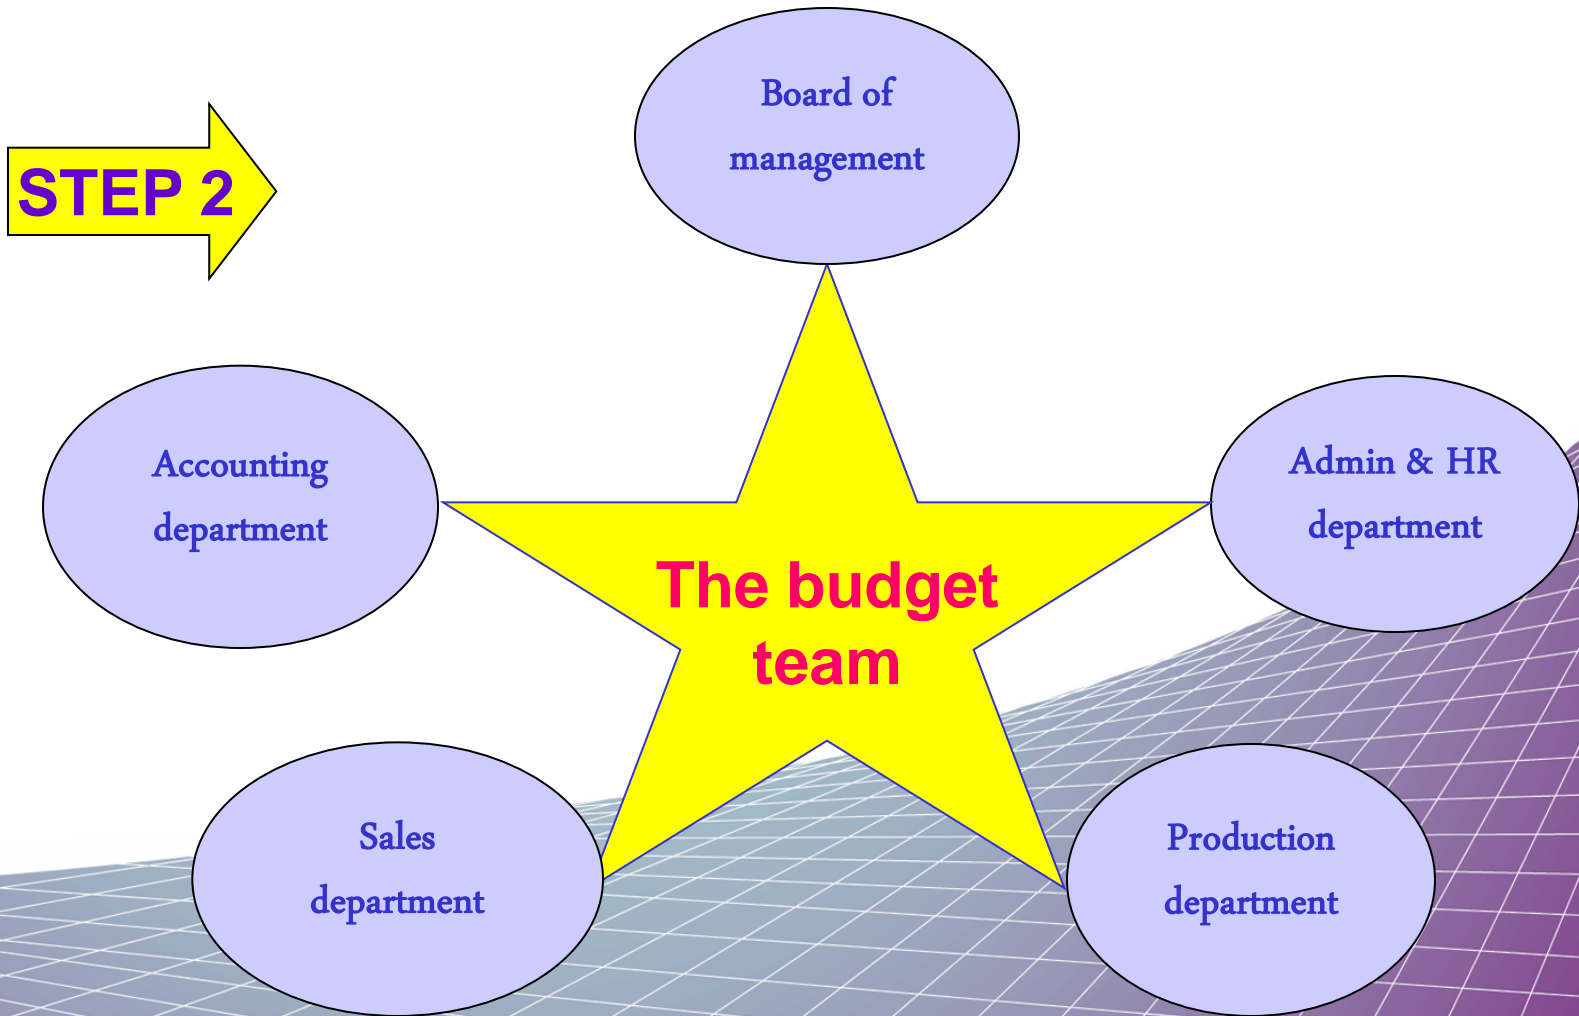 Board of
management
STEP 2
Accounting
department
Admin & HR
department
The budget
team
Sales
department
Production
department